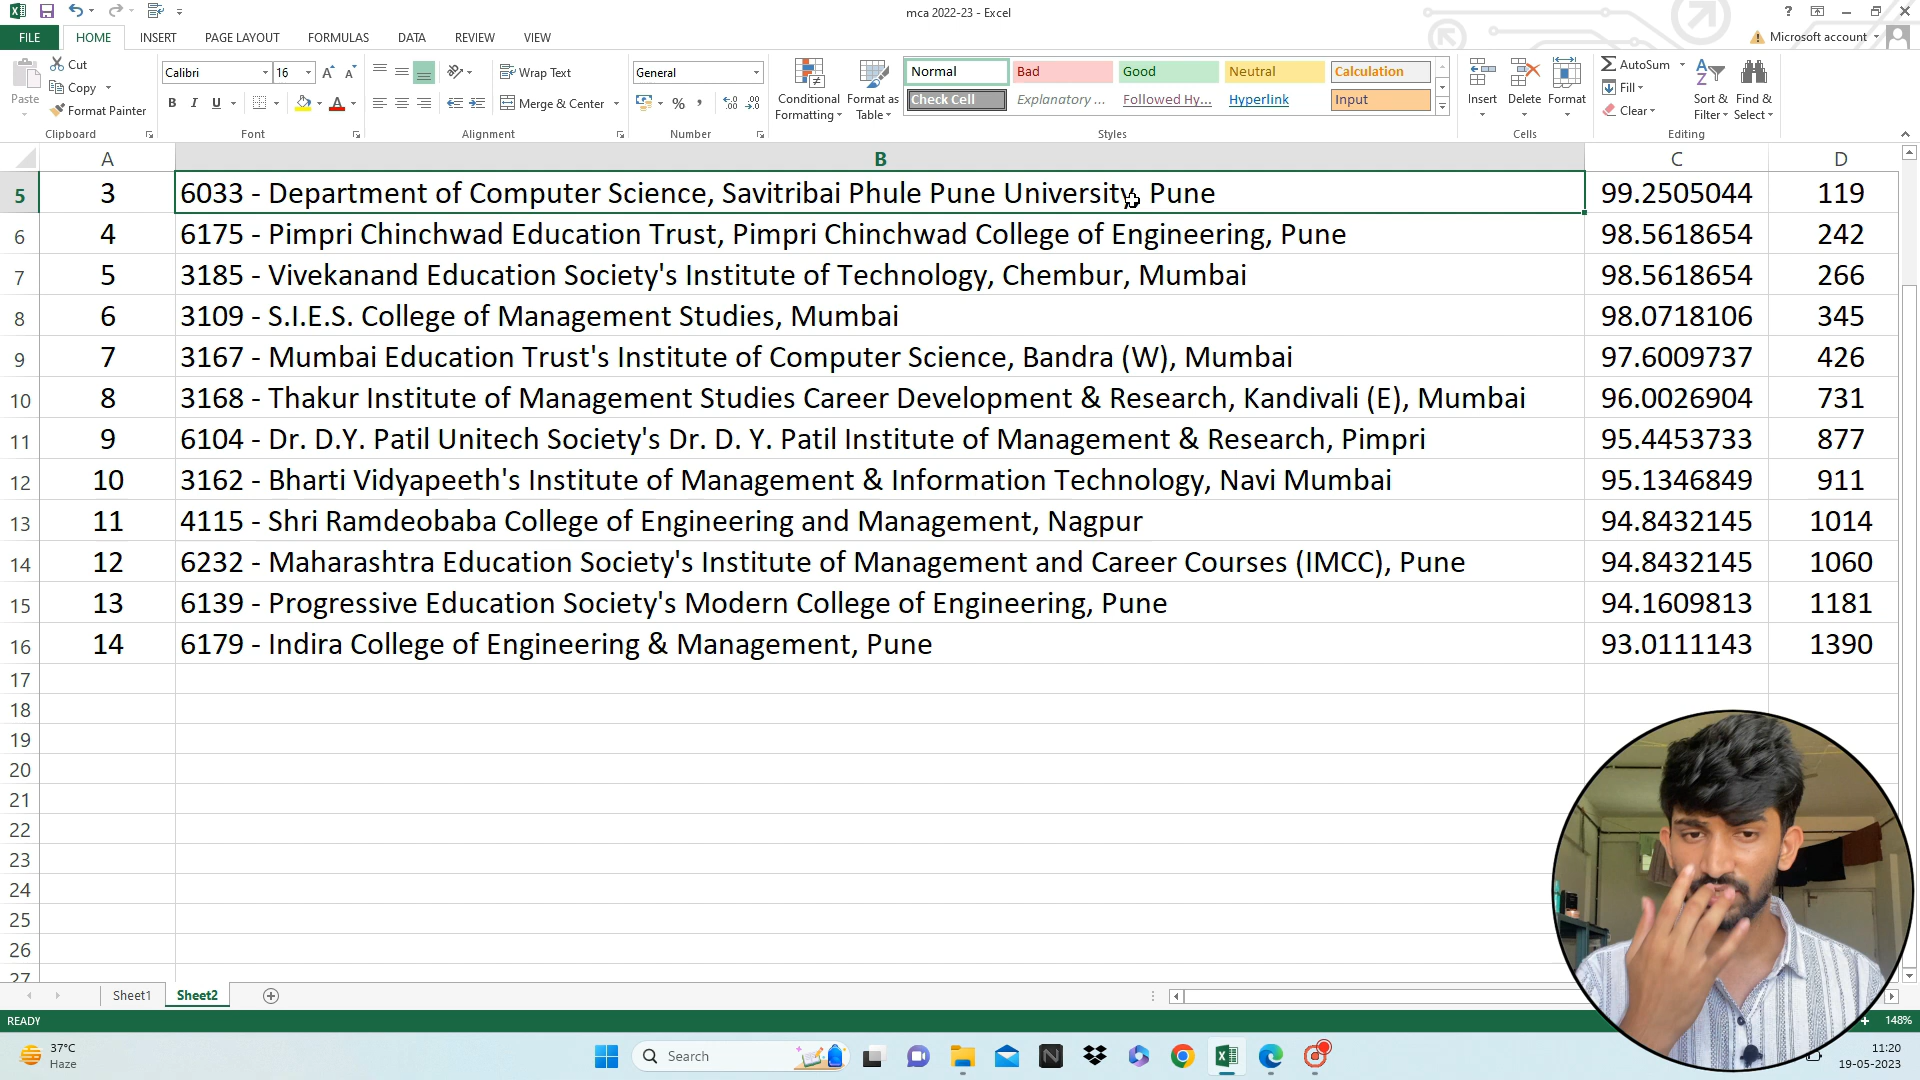 mca 2022-23 - Excel
?
Microsoft account
FILE HOME INSERT PAGE LAYOUT FORMULAS DATA REVIEW VIEW
Paste
Cut
Copy
Format Painter
Clipboard
Calibri 16
B I U
Font
Wrap Text
Merge & Center
Alignment
General
Number
Conditional Formatting
Format as Table
Normal Bad Good Neutral Calculation
Check Cell Explanatory ... Followed Hy... Hyperlink Input
Styles
Insert Delete Format
Cells
AutoSum
Fill
Clear
Sort & Filter
Find & Select
Editing
A B C D
5 3 6033 - Department of Computer Science, Savitribai Phule Pune University, Pune 99.2505044 119
6 4 6175 - Pimpri Chinchwad Education Trust, Pimpri Chinchwad College of Engineering, Pune 98.5618654 242
7 5 3185 - Vivekanand Education Society's Institute of Technology, Chembur, Mumbai 98.5618654 266
8 6 3109 - S.I.E.S. College of Management Studies, Mumbai 98.0718106 345
9 7 3167 - Mumbai Education Trust's Institute of Computer Science, Bandra (W), Mumbai 97.6009737 426
10 8 3168 - Thakur Institute of Management Studies Career Development & Research, Kandivali (E), Mumbai 96.0026904 731
11 9 6104 - Dr. D.Y. Patil Unitech Society's Dr. D. Y. Patil Institute of Management & Research, Pimpri 95.4453733 877
12 10 3162 - Bharti Vidyapeeth's Institute of Management & Information Technology, Navi Mumbai 95.1346849 911
13 11 4115 - Shri Ramdeobaba College of Engineering and Management, Nagpur 94.8432145 1014
14 12 6232 - Maharashtra Education Society's Institute of Management and Career Courses (IMCC), Pune 94.8432145 1060
15 13 6139 - Progressive Education Society's Modern College of Engineering, Pune 94.1609813 1181
16 14 6179 - Indira College of Engineering & Management, Pune 93.0111143 1390
17
18
19
20
21
22
23
24
25
26
27
Sheet1 Sheet2
READY
148%
37°C
Haze
Search
11:20
19-05-2023